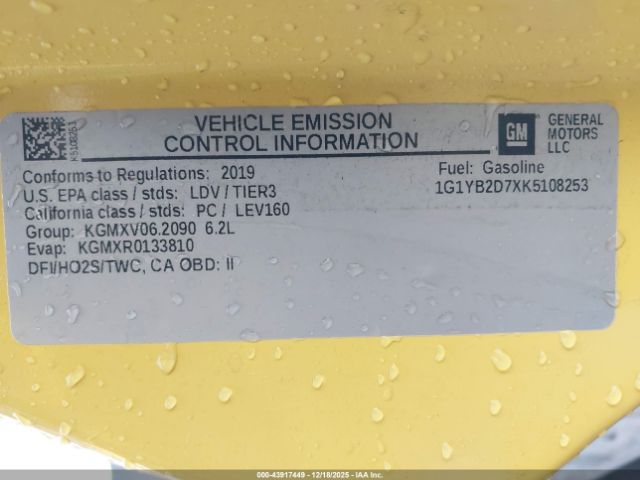 VEHICLE EMISSION
CONTROL INFORMATION
GM
GENERAL
MOTORS
LLC
K5108253
Conforms to Regulations: 2019
U.S. EPA class / stds: LDV / TIER3
California class / stds: PC / LEV160
Group: KGMXV06.2090 6.2L
Evap: KGMXR0133810
DFI/HO2S/TWC, CA OBD: II
Fuel: Gasoline
1G1YB2D7XK5108253
000-43917449 - 12/18/2025 - IAA Inc.